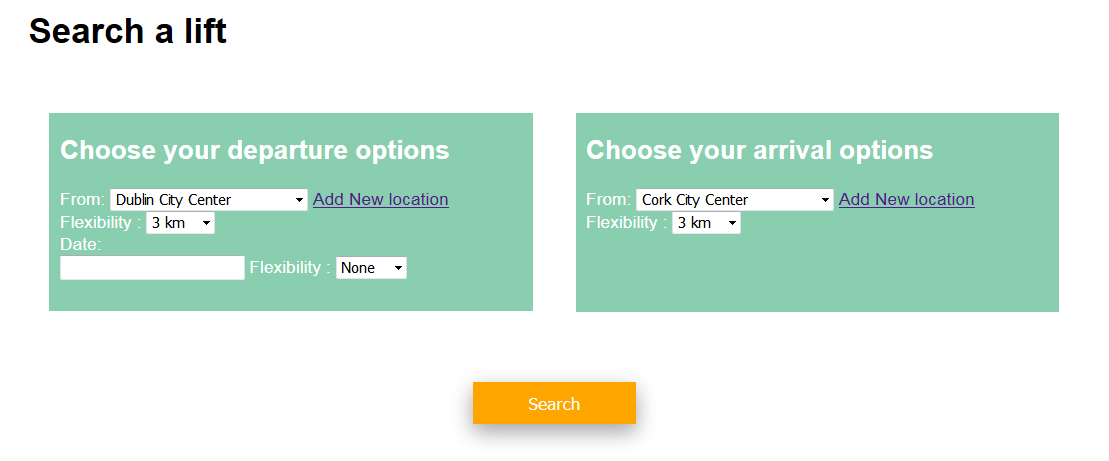 Search a lift
Choose your departure options
From: Dublin City Center Add New location
Flexibility : 3 km
Date:
Flexibility : None
Choose your arrival options
From: Cork City Center Add New location
Flexibility : 3 km
Search